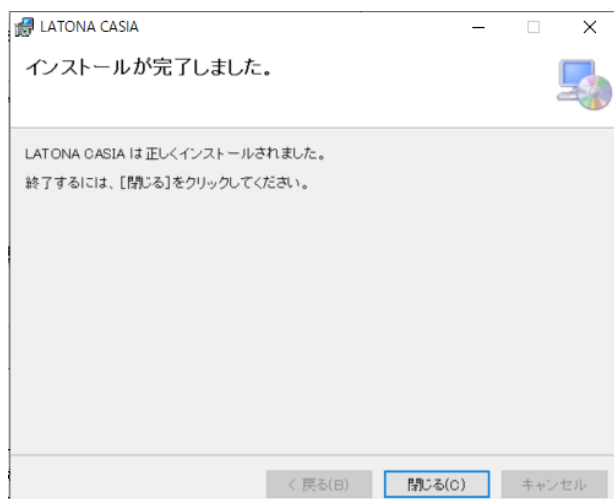 LATONA CASIA
インストールが完了しました。
LATONA CASIA は正しくインストールされました。
終了するには、[閉じる]をクリックしてください。
< 戻る(B)
閉じる(C)
キャンセル